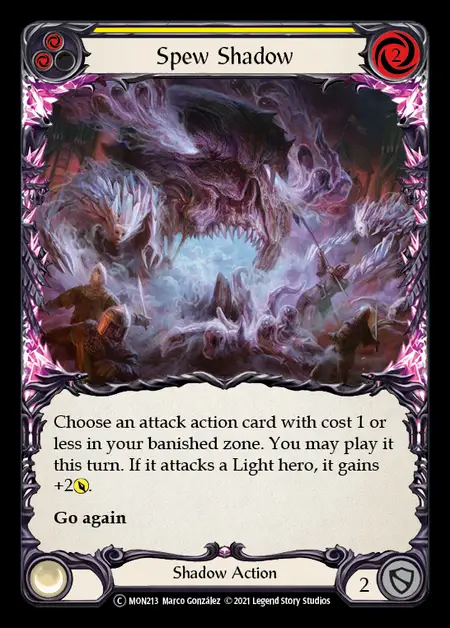 Spew Shadow
2
Choose an attack action card with cost 1 or
less in your banished zone. You may play it
this turn. If it attacks a Light hero, it gains
+2.
Go again
Shadow Action
2
C MON213 Marco González ©2021 Legend Story Studios